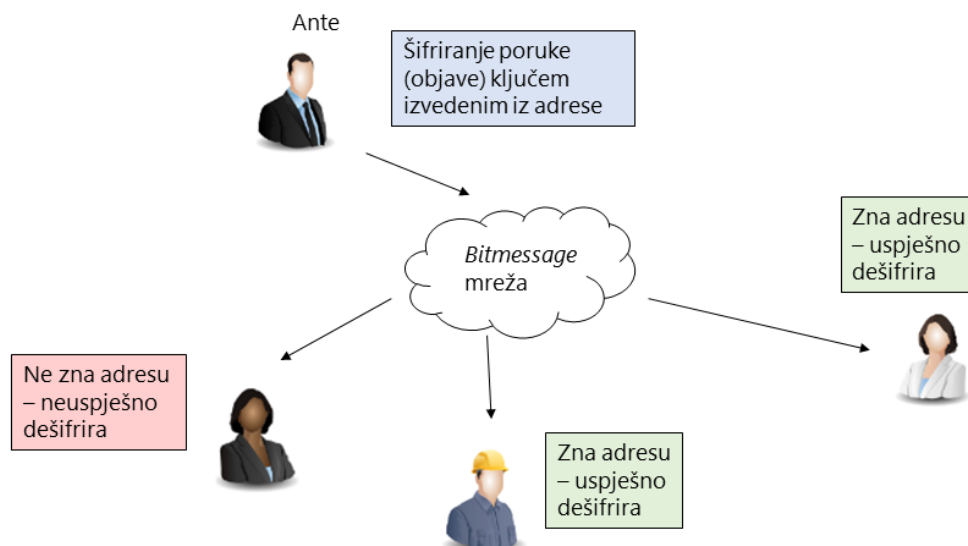 Ante
Šifriranje poruke
(objave) ključem
izvedenim iz adrese
Bitmessage
mreža
Zna adresu
– uspješno
dešifrira
Ne zna adresu
– neuspješno
dešifrira
Zna adresu
– uspješno
dešifrira